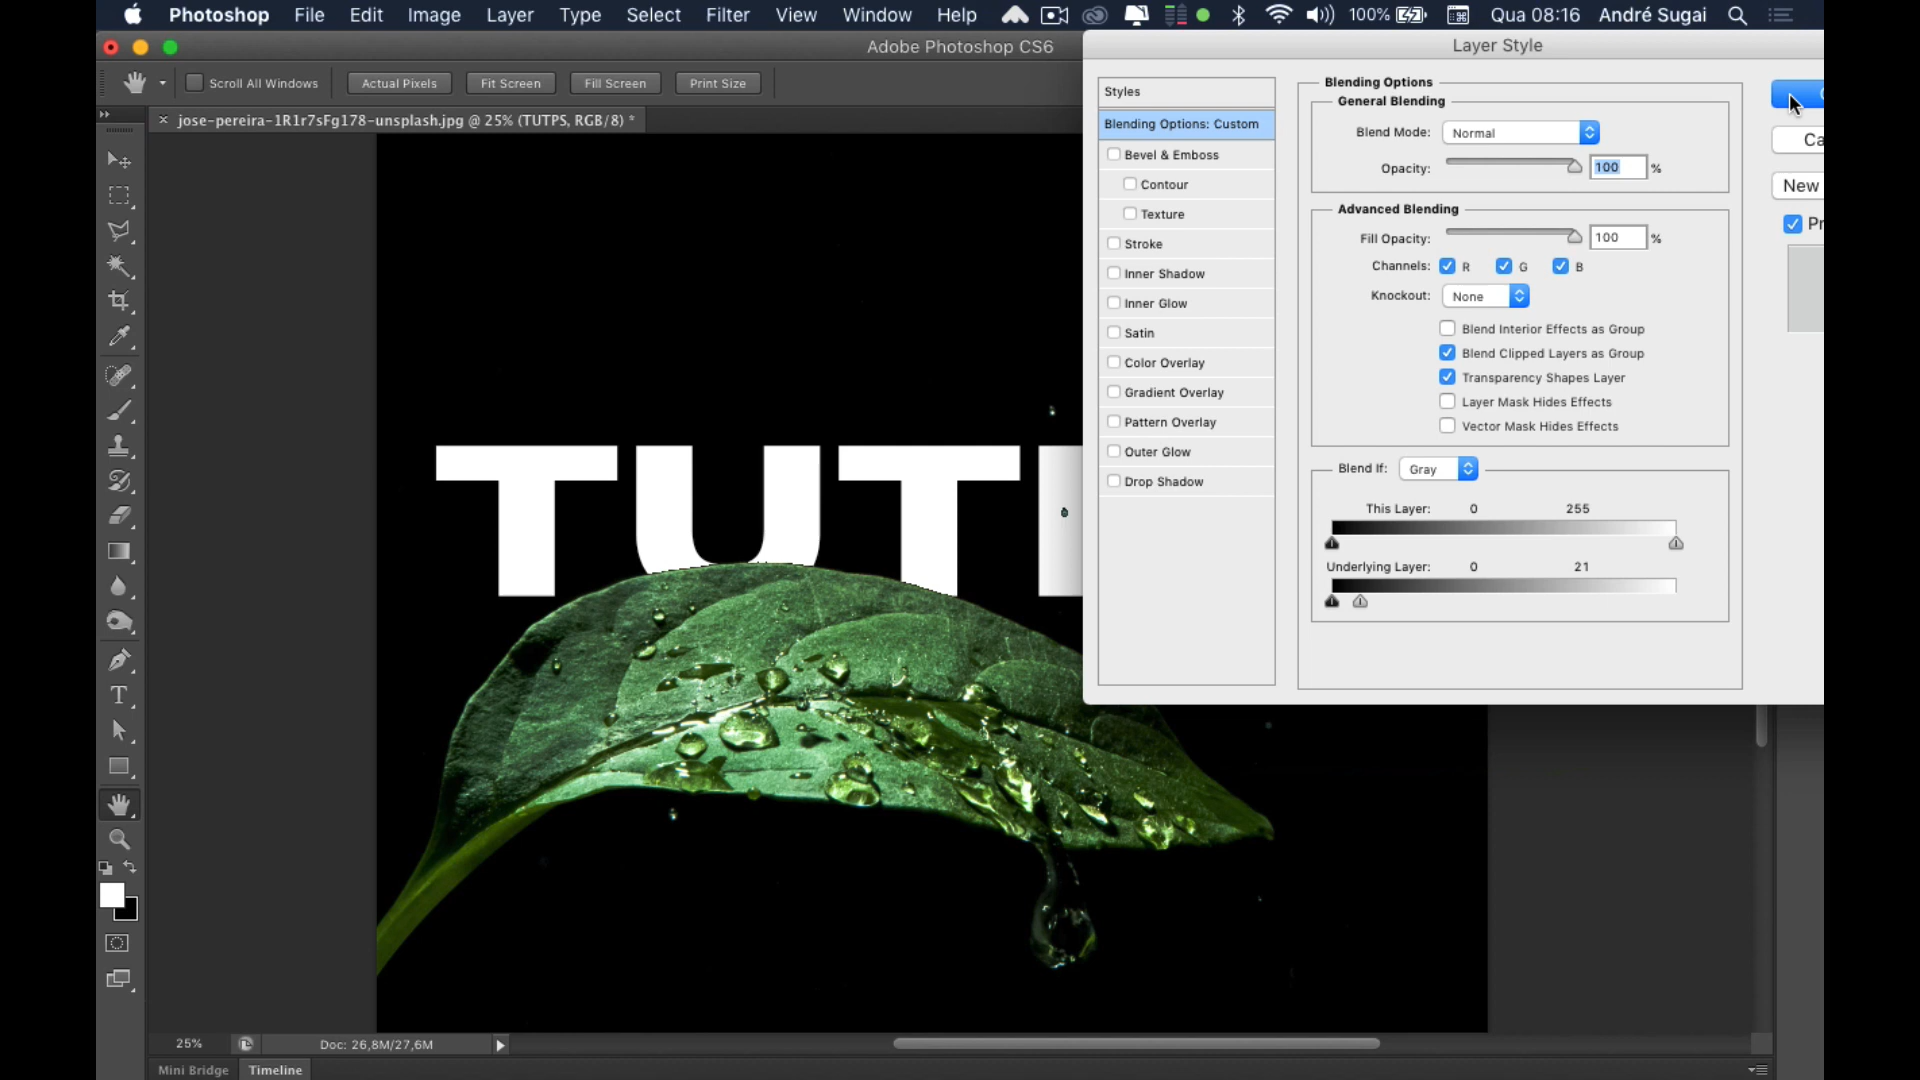 Photoshop File Edit Image Layer Type Select Filter View Window Help 100% Qua 08:16 André Sugai
Adobe Photoshop CS6
Layer Style
Scroll All Windows Actual Pixels Fit Screen Fill Screen Print Size
jose-pereira-1R1r7sFg178-unsplash.jpg @ 25% (TUTPS, RGB/8) *
Styles
Blending Options: Custom
Bevel & Emboss
Contour
Texture
Stroke
Inner Shadow
Inner Glow
Satin
Color Overlay
Gradient Overlay
Pattern Overlay
Outer Glow
Drop Shadow
Blending Options
General Blending
Blend Mode: Normal
Opacity: 100 %
Advanced Blending
Fill Opacity: 100 %
Channels: R G B
Knockout: None
Blend Interior Effects as Group
Blend Clipped Layers as Group
Transparency Shapes Layer
Layer Mask Hides Effects
Vector Mask Hides Effects
Blend If: Gray
This Layer: 0 255
Underlying Layer: 0 21
Ca
New
Pr
TUT
25% Doc: 26,8M/27,6M
Mini Bridge Timeline